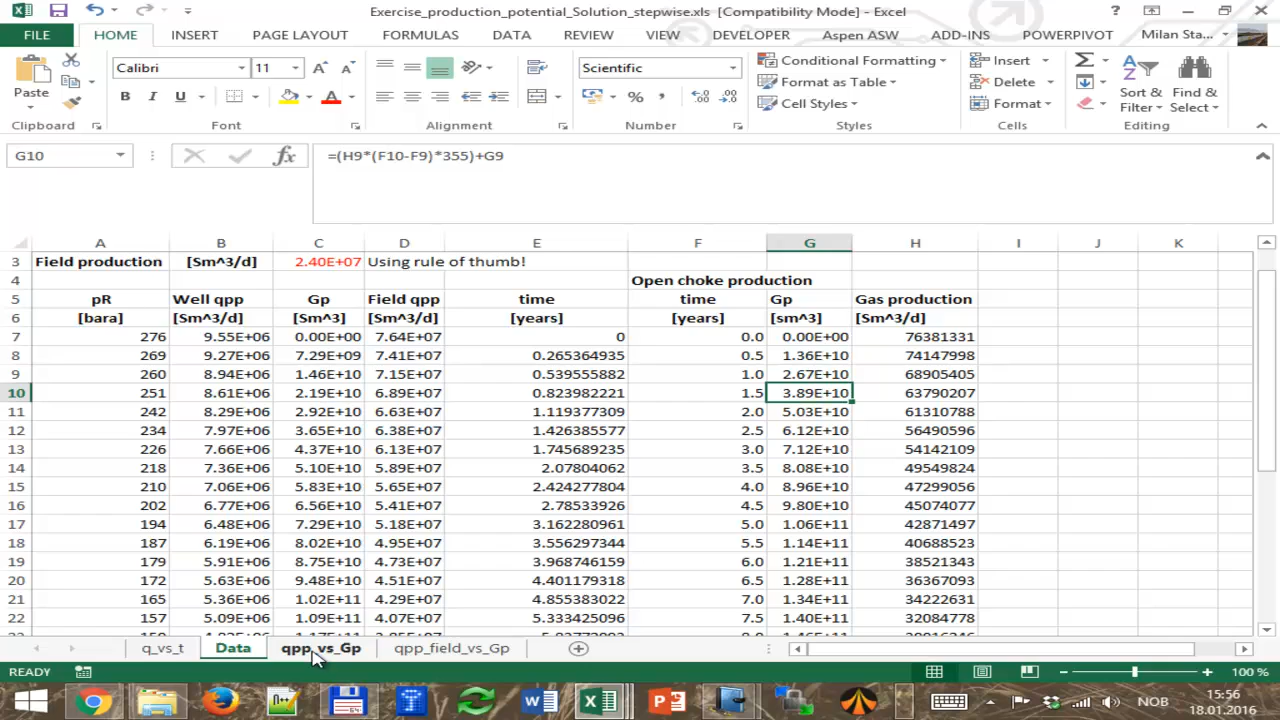 Exercise_production_potential_Solution_stepwise.xls [Compatibility Mode] - Excel
FILE HOME INSERT PAGE LAYOUT FORMULAS DATA REVIEW VIEW DEVELOPER Aspen ASW ADD-INS POWERPIVOT Milan Sta...
Paste Calibri 11 Scientific Conditional Formatting Insert Sort & Find &
B I U A % Format as Table Delete Filter Select
Cell Styles Format
Clipboard Font Alignment Number Styles Cells Editing
G10 fx =(H9*(F10-F9)*355)+G9
A B C D E F G H I J K
3 Field production [Sm^3/d] 2.40E+07 Using rule of thumb!
4 Open choke production
5 pR Well qpp Gp Field qpp time time Gp Gas production
6 [bara] [Sm^3/d] [Sm^3] [Sm^3/d] [years] [years] [sm^3] [Sm^3/d]
7 276 9.55E+06 0.00E+00 7.64E+07 0 0.0 0.00E+00 76381331
8 269 9.27E+06 7.29E+09 7.41E+07 0.265364935 0.5 1.36E+10 74147998
9 260 8.94E+06 1.46E+10 7.15E+07 0.539555882 1.0 2.67E+10 68905405
10 251 8.61E+06 2.19E+10 6.89E+07 0.823982221 1.5 3.89E+10 63790207
11 242 8.29E+06 2.92E+10 6.63E+07 1.119377309 2.0 5.03E+10 61310788
12 234 7.97E+06 3.65E+10 6.38E+07 1.426385577 2.5 6.12E+10 56490596
13 226 7.66E+06 4.37E+10 6.13E+07 1.745689235 3.0 7.12E+10 54142109
14 218 7.36E+06 5.10E+10 5.89E+07 2.07804062 3.5 8.08E+10 49549824
15 210 7.06E+06 5.83E+10 5.65E+07 2.424277804 4.0 8.96E+10 47299056
16 202 6.77E+06 6.56E+10 5.41E+07 2.78533926 4.5 9.80E+10 45074077
17 194 6.48E+06 7.29E+10 5.18E+07 3.162280961 5.0 1.06E+11 42871497
18 187 6.19E+06 8.02E+10 4.95E+07 3.556297344 5.5 1.14E+11 40688523
19 179 5.91E+06 8.75E+10 4.73E+07 3.968746159 6.0 1.21E+11 38521343
20 172 5.63E+06 9.48E+10 4.51E+07 4.401179318 6.5 1.28E+11 36367093
21 165 5.36E+06 1.02E+11 4.29E+07 4.855383022 7.0 1.34E+11 34222631
22 157 5.09E+06 1.09E+11 4.07E+07 5.333425096 7.5 1.40E+11 32084778
q_vs_t Data qpp_vs_Gp qpp_field_vs_Gp
READY 100 %
NOB 15:56
18.01.2016